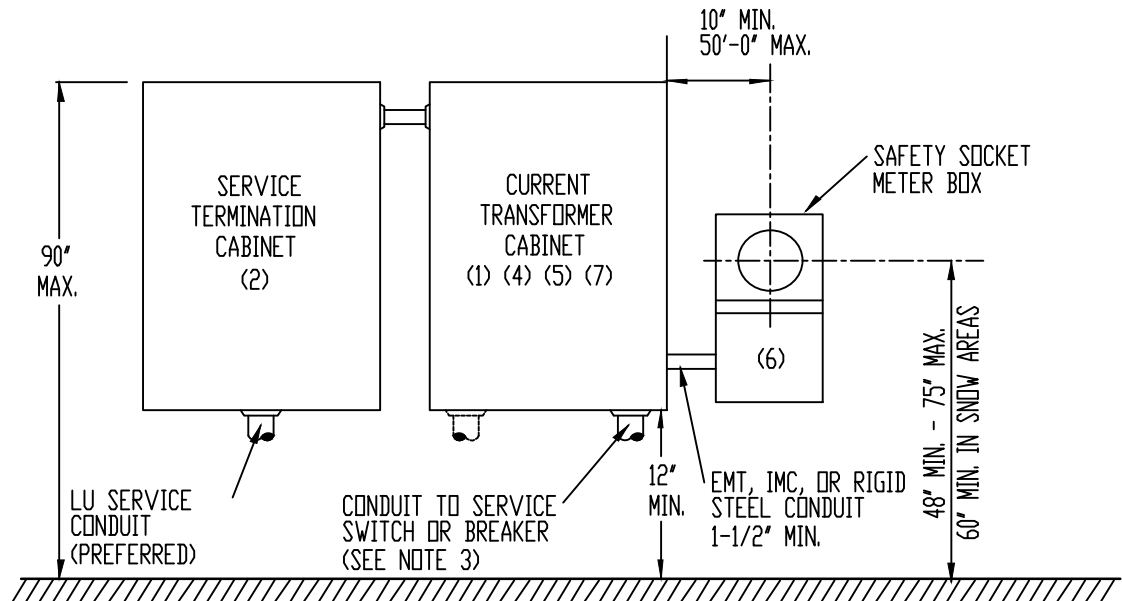 10" MIN.
50'-0" MAX.
SAFETY SOCKET
METER BOX
SERVICE
TERMINATION
CABINET
(2)
CURRENT
TRANSFORMER
CABINET
(1) (4) (5) (7)
90"
MAX.
(6)
48" MIN. - 75" MAX.
60" MIN. IN SNOW AREAS
12"
MIN.
LU SERVICE
CONDUIT
(PREFERRED)
CONDUIT TO SERVICE
SWITCH OR BREAKER
(SEE NOTE 3)
EMT, IMC, OR RIGID
STEEL CONDUIT
1-1/2" MIN.